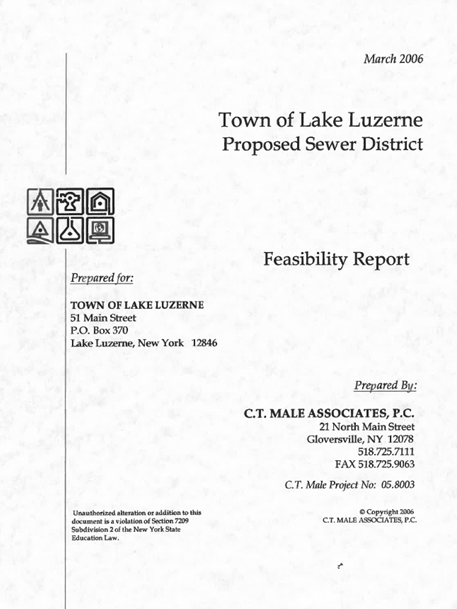 March 2006
Town of Lake Luzerne
Proposed Sewer District
Feasibility Report
Prepared for:
TOWN OF LAKE LUZERNE
51 Main Street
P.O. Box 370
Lake Luzerne, New York 12846
Prepared By:
C.T. MALE ASSOCIATES, P.C.
21 North Main Street
Gloversville, NY 12078
518.725.7111
FAX 518.725.9063
C.T. Male Project No: 05.8003
Unauthorized alteration or addition to this
document is a violation of Section 7209
Subdivision 2 of the New York State
Education Law.
© Copyright 2006
C.T. MALE ASSOCIATES, P.C.